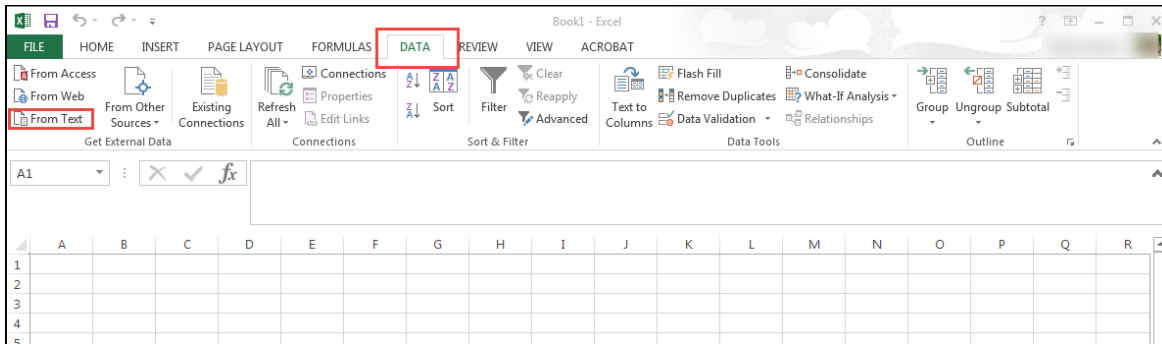 Book1 - Excel
FILE HOME INSERT PAGE LAYOUT FORMULAS DATA REVIEW VIEW ACROBAT
From Access
From Web
From Text
From Other Sources
Existing Connections
Get External Data
Refresh All
Connections
Properties
Edit Links
Connections
Sort
Filter
Clear
Reapply
Advanced
Sort & Filter
Text to Columns
Flash Fill
Remove Duplicates
Data Validation
Consolidate
What-If Analysis
Relationships
Data Tools
Group Ungroup Subtotal
Outline
A1
fx
A B C D E F G H I J K L M N O P Q R
1
2
3
4
5